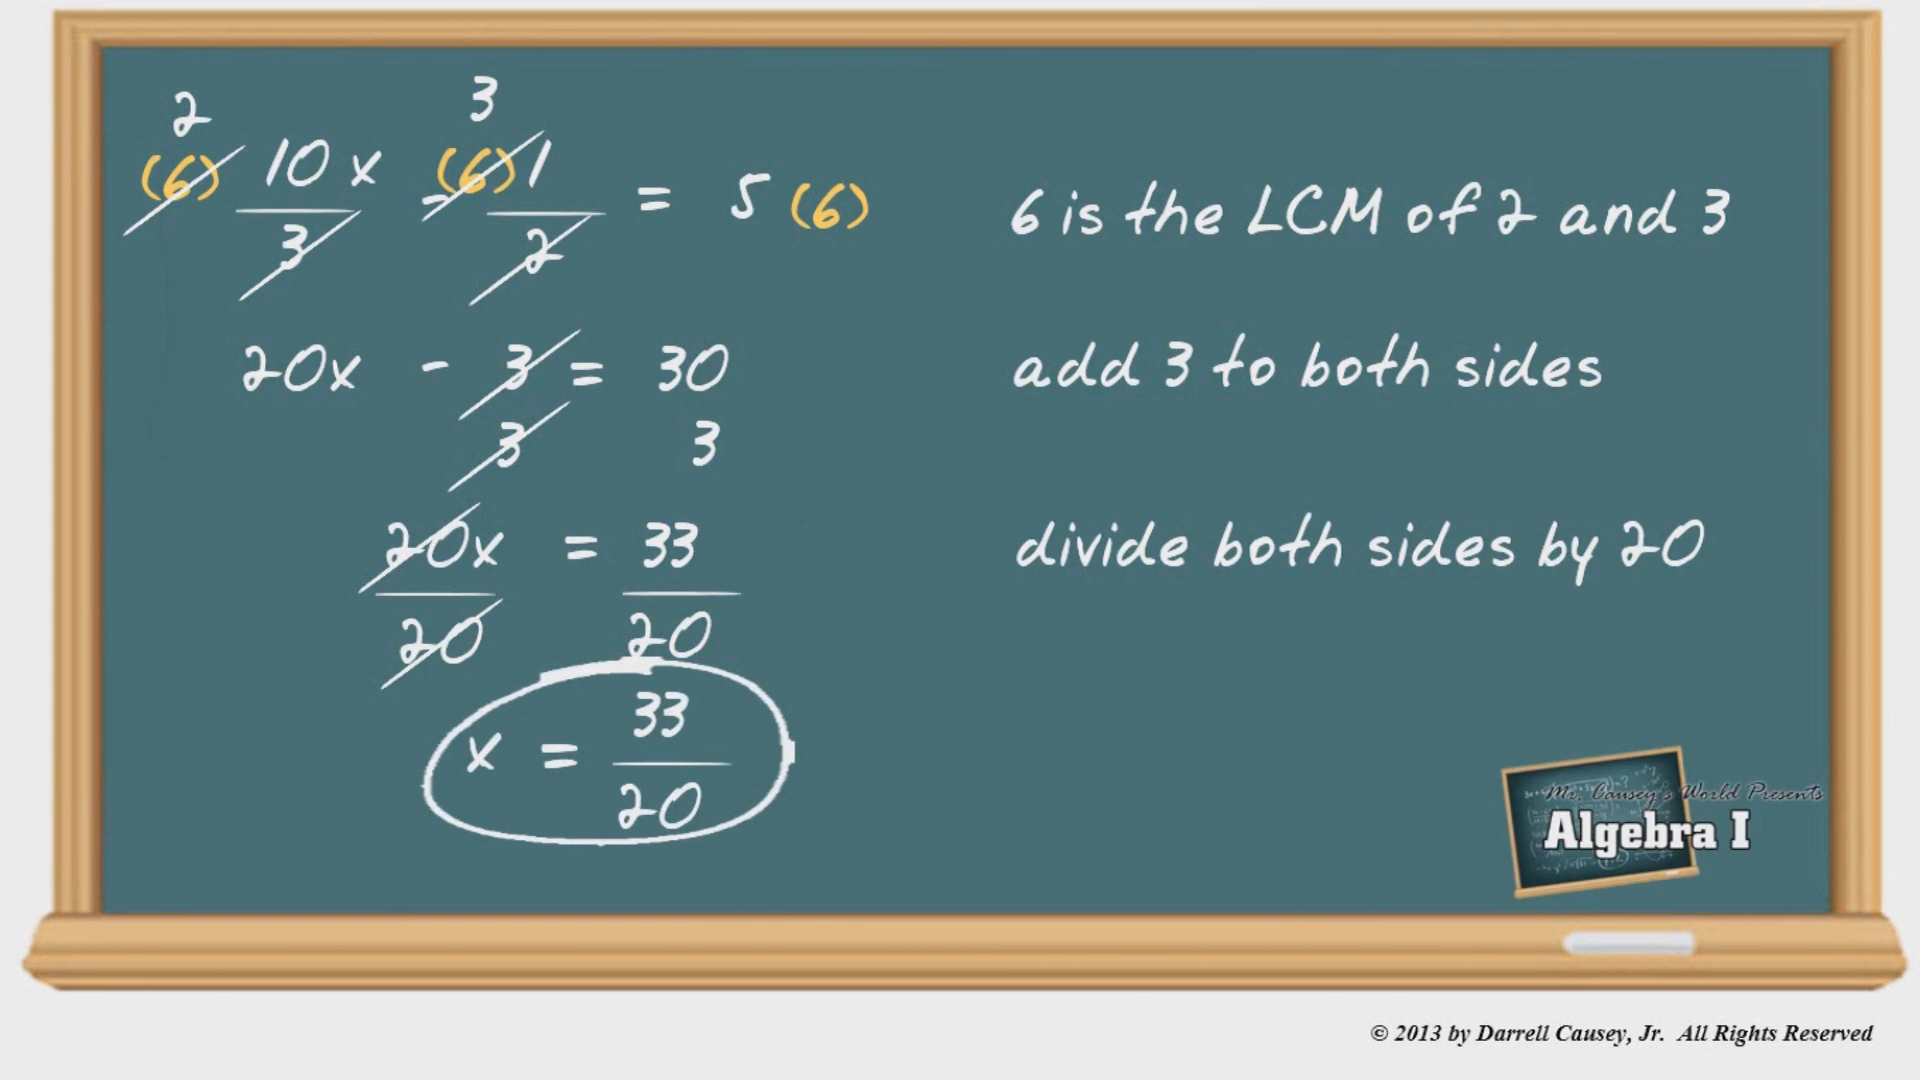 2 3
(6) 10x - (6) 1 = 5 (6) 6 is the LCM of 2 and 3
3 2
20x - 3 = 30 add 3 to both sides
3 3
20x = 33 divide both sides by 20
20 20
33
x =
20
Mr. Causey's World Presents
Algebra I
© 2013 by Darrell Causey, Jr. All Rights Reserved